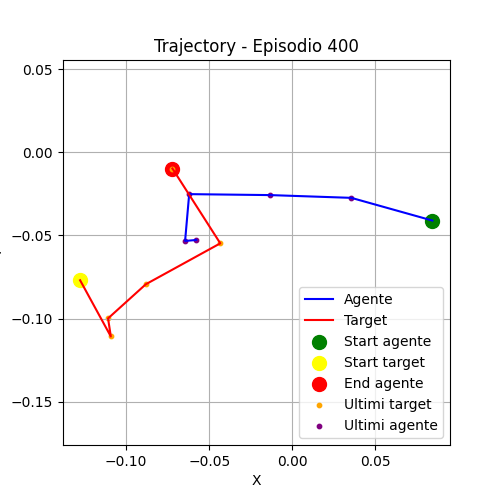 Trajectory - Episodio 400
0.05
0.00
−0.05
−0.10
−0.15
−0.10
−0.05
0.00
0.05
X
Agente
Target
Start agente
Start target
End agente
Ultimi target
Ultimi agente